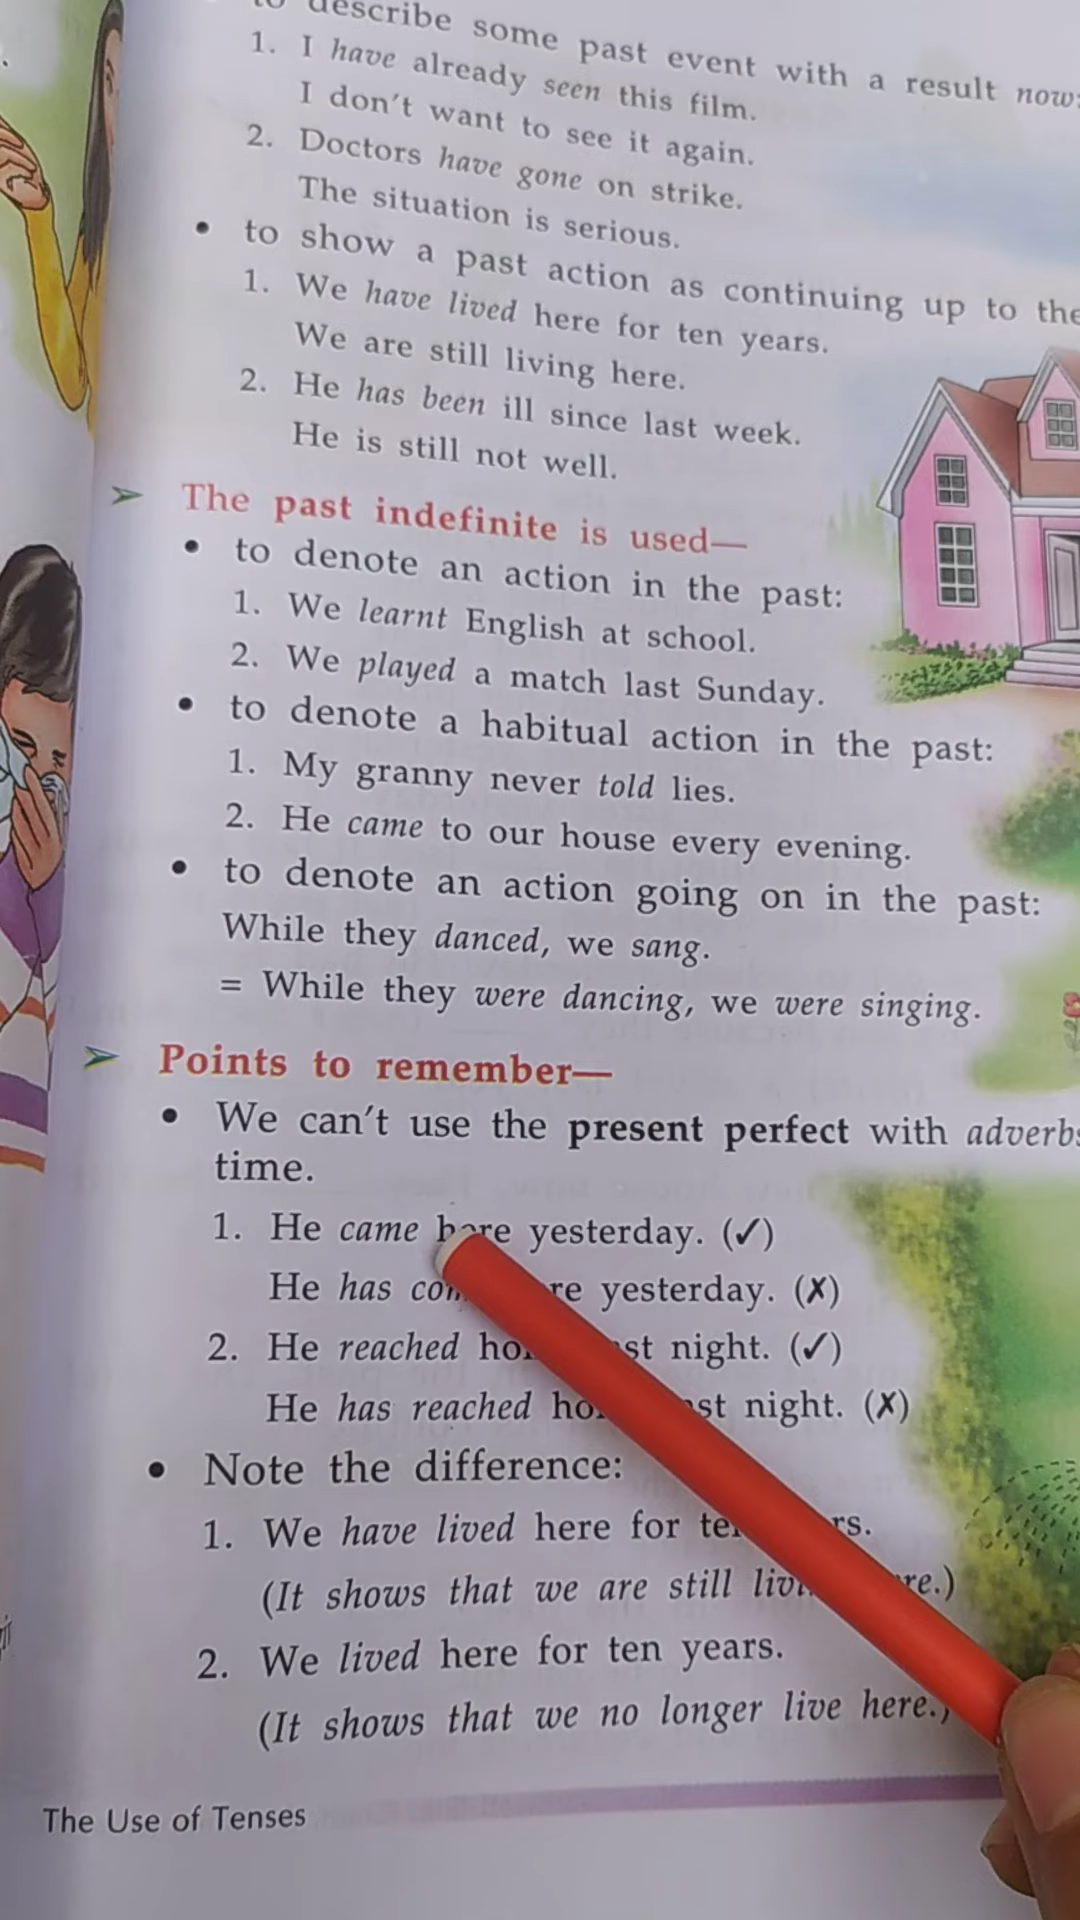 to describe some past event with a result now:
1. I have already seen this film.
I don't want to see it again.
2. Doctors have gone on strike.
The situation is serious.
• to show a past action as continuing up to the
1. We have lived here for ten years.
We are still living here.
2. He has been ill since last week.
He is still not well.
➢ The past indefinite is used—
• to denote an action in the past:
1. We learnt English at school.
2. We played a match last Sunday.
• to denote a habitual action in the past:
1. My granny never told lies.
2. He came to our house every evening.
• to denote an action going on in the past:
While they danced, we sang.
= While they were dancing, we were singing.
➢ Points to remember—
• We can't use the present perfect with adverbs
time.
1. He came here yesterday. (✓)
He has yesterday. (✗)
2. He reached night. (✓)
He has reached night. (✗)
• Note the difference:
1. We have lived here for
(It shows that we are still
2. We lived here for ten years.
(It shows that we no longer live here.)
The Use of Tenses